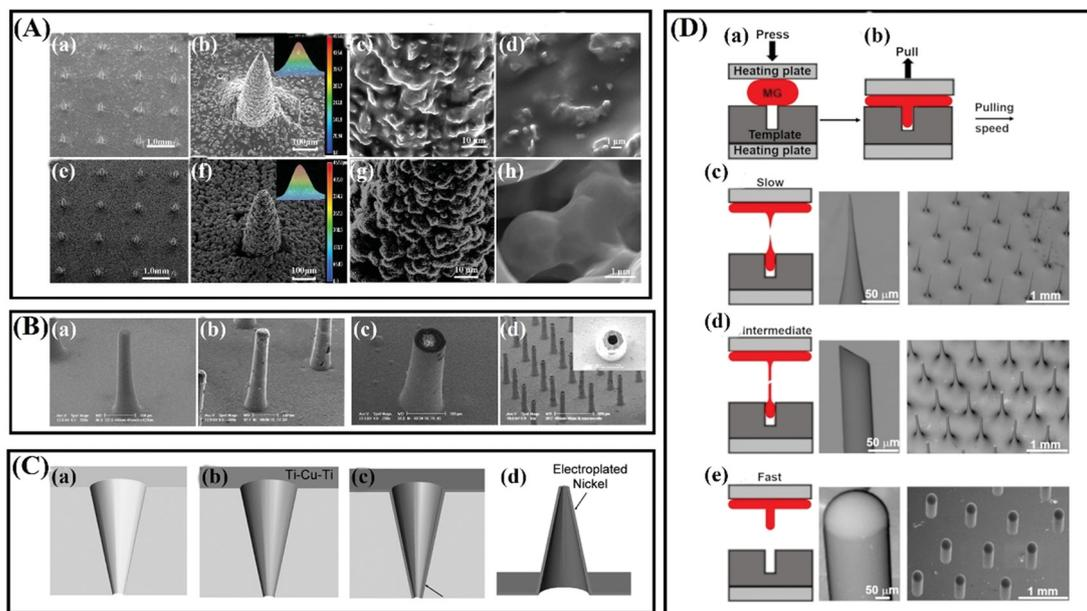 (A)
(a)
(b)
(c)
(d)
1.0mm
100μm
10 μm
1μm
(e)
(f)
(g)
(h)
1.0mm
100μm
10 μm
1 μm
(B)
(a)
(b)
(c)
(d)
(C)
(a)
(b)
Ti-Cu-Ti
(c)
(d)
Electroplated
Nickel
(D)
(a)
Press
Heating plate
MG
Template
Heating plate
(b)
Pull
Pulling
speed
(c)
Slow
50 μm
1 mm
(d)
intermediate
50 μm
1 mm
(e)
Fast
50 μm
1 mm